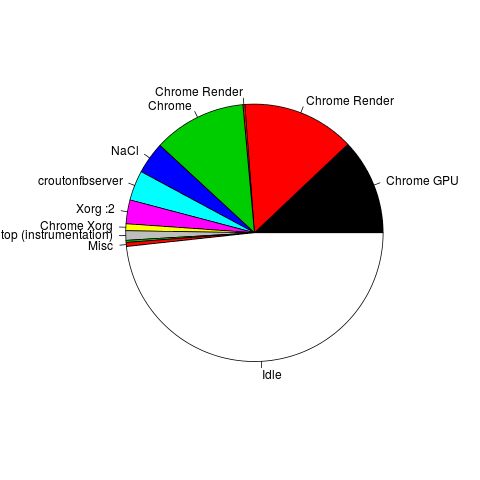 Chrome Render
Chrome Render
Chrome
NaCl
Chrome GPU
croutonfbserver
Xorg :2
Chrome Xorg
top (instrumentation)
Misc
Idle